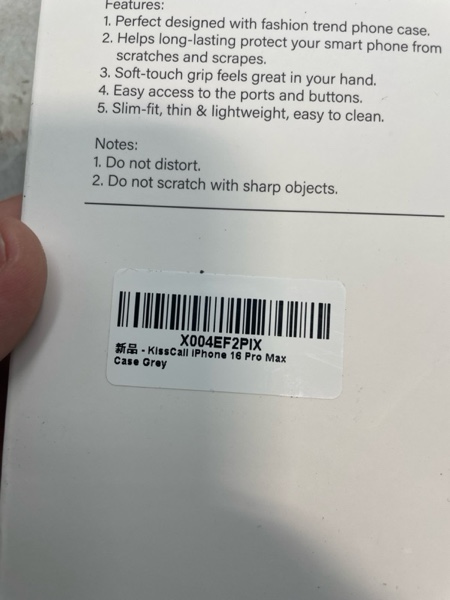 Features:
1. Perfect designed with fashion trend phone case.
2. Helps long-lasting protect your smart phone from
scratches and scrapes.
3. Soft-touch grip feels great in your hand.
4. Easy access to the ports and buttons.
5. Slim-fit, thin & lightweight, easy to clean.
Notes:
1. Do not distort.
2. Do not scratch with sharp objects.
X004EF2PIX
新品 - KissCall iPhone 16 Pro Max
Case Grey